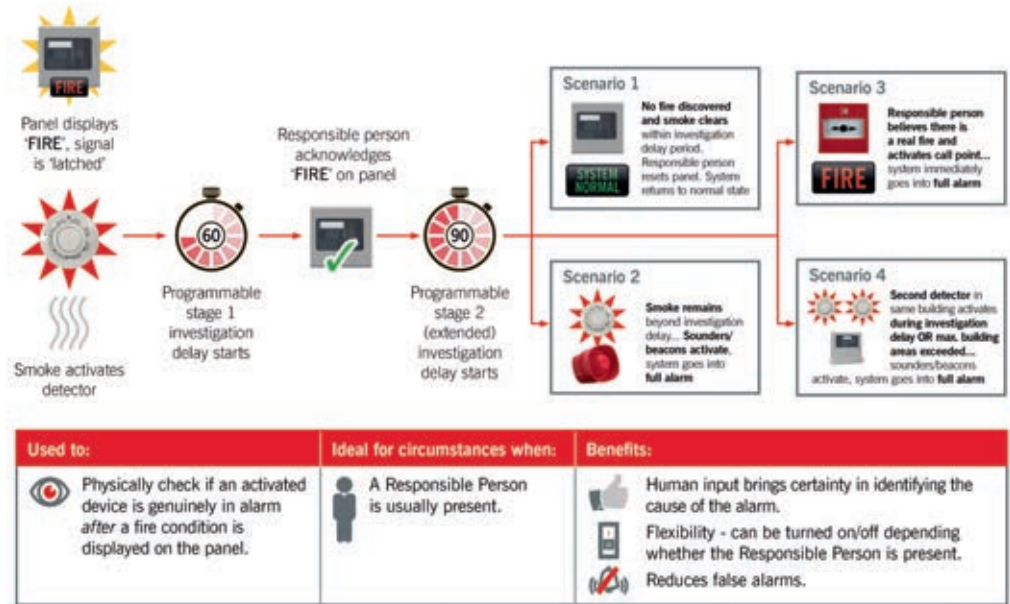 FIRE
Panel displays
‘FIRE’, signal
is ‘latched’
Smoke activates
detector
60
Programmable
stage 1
investigation
delay starts
Responsible person
acknowledges
‘FIRE’ on panel
90
Programmable
stage 2
(extended)
investigation
delay starts
Scenario 1
SYSTEM
NORMAL
No fire discovered
and smoke clears
within investigation
delay period.
Responsible person
resets panel. System
returns to normal state
Scenario 2
Smoke remains
beyond investigation
delay... Sounders/
beacons activate,
system goes into
full alarm
Scenario 3
FIRE
Responsible person
believes there is
a real fire and
activates call point...
system immediately
goes into full alarm
Scenario 4
Second detector in
same building activates
during investigation
delay OR max. building
areas exceeded...
sounders/beacons
activate, system goes into full alarm
Used to:
Physically check if an activated
device is genuinely in alarm
after a fire condition is
displayed on the panel.
Ideal for circumstances when:
A Responsible Person
is usually present.
Benefits:
Human input brings certainty in identifying the
cause of the alarm.
Flexibility - can be turned on/off depending
whether the Responsible Person is present.
Reduces false alarms.